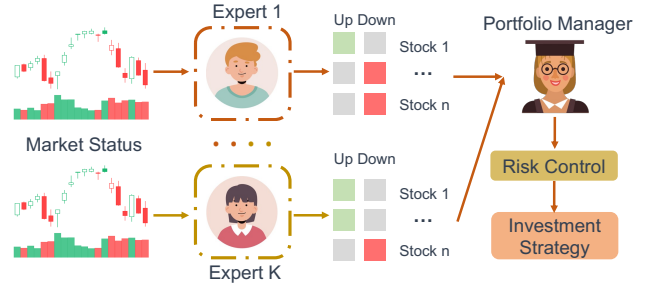 Expert 1
Up Down
Stock 1
...
Stock n
Portfolio Manager
Market Status
Risk Control
Up Down
Stock 1
...
Stock n
Expert K
Investment
Strategy